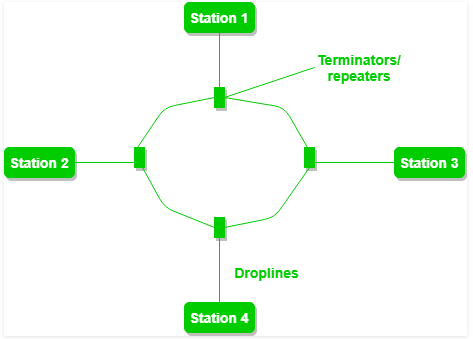 Station 1
Terminators/
repeaters
Station 2
Station 3
Droplines
Station 4